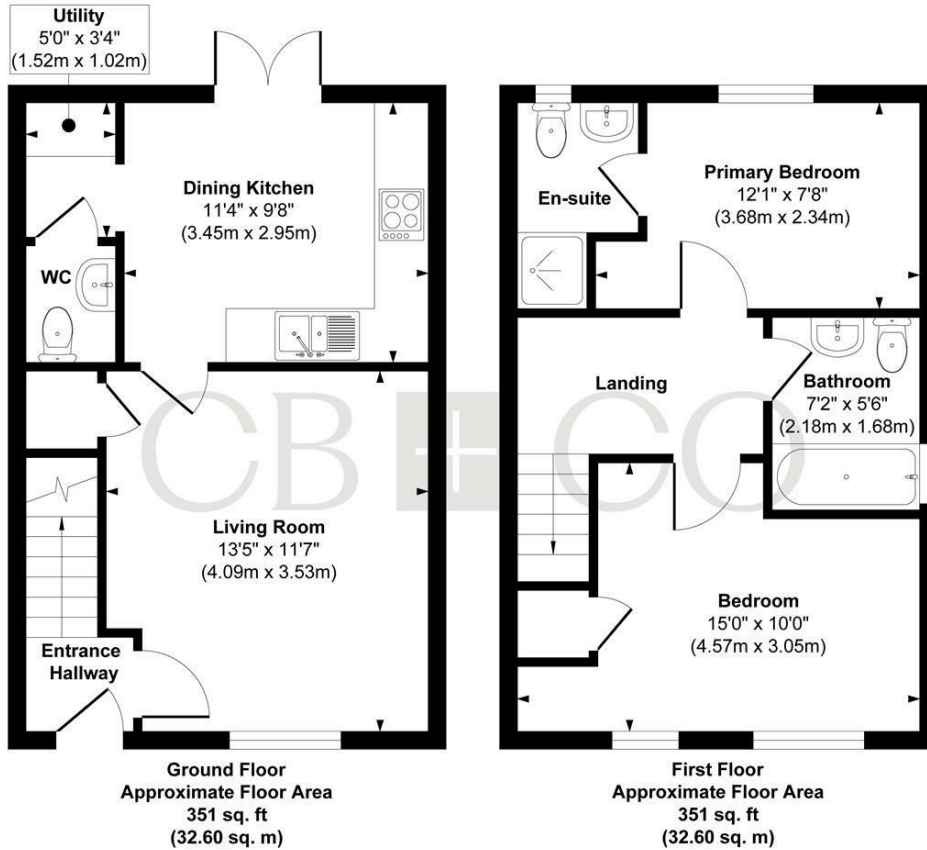 Utility
5'0" x 3'4"
(1.52m x 1.02m)
Dining Kitchen
11'4" x 9'8"
(3.45m x 2.95m)
WC
Living Room
13'5" x 11'7"
(4.09m x 3.53m)
Entrance
Hallway
Ground Floor
Approximate Floor Area
351 sq. ft
(32.60 sq. m)
En-suite
Primary Bedroom
12'1" x 7'8"
(3.68m x 2.34m)
Landing
Bathroom
7'2" x 5'6"
(2.18m x 1.68m)
Bedroom
15'0" x 10'0"
(4.57m x 3.05m)
First Floor
Approximate Floor Area
351 sq. ft
(32.60 sq. m)
CB+CO